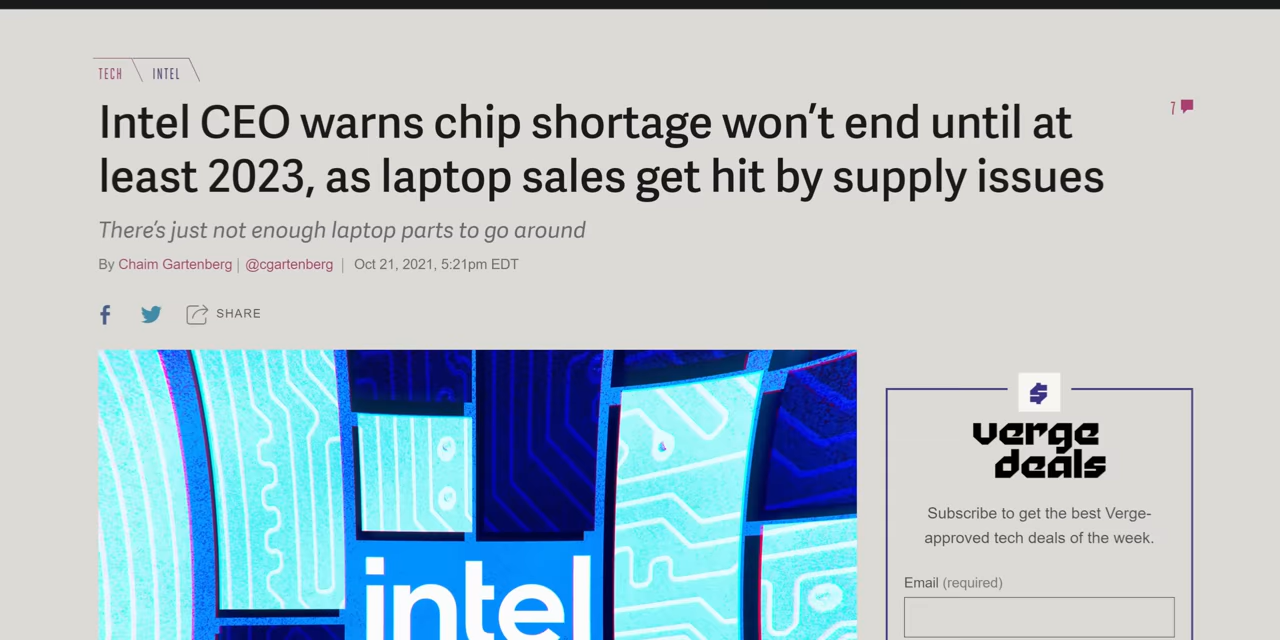 TECH INTEL
Intel CEO warns chip shortage won’t end until at
least 2023, as laptop sales get hit by supply issues
7
There’s just not enough laptop parts to go around
By Chaim Gartenberg | @cgartenberg | Oct 21, 2021, 5:21pm EDT
SHARE
intel
verge
deals
Subscribe to get the best Verge-
approved tech deals of the week.
Email (required)